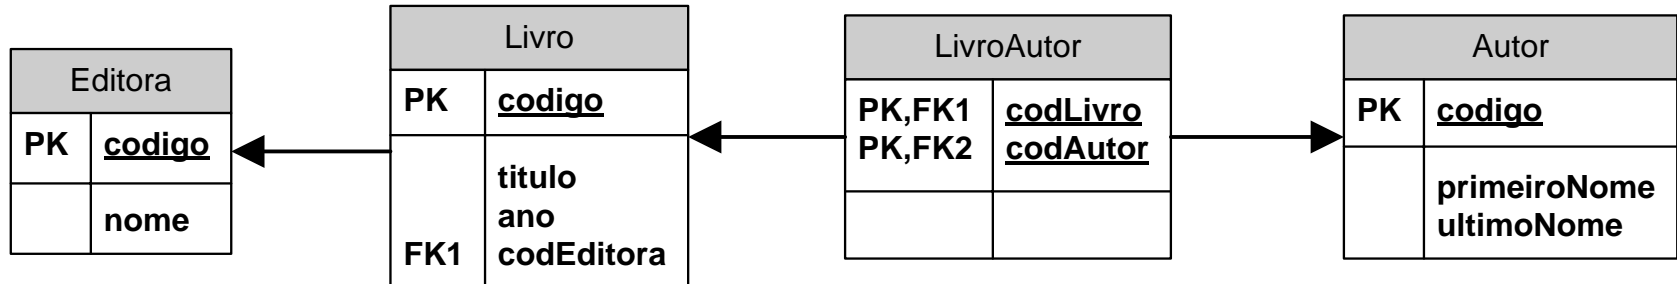 Editora
PK codigo
nome
Livro
PK codigo
titulo
ano
FK1 codEditora
LivroAutor
PK,FK1 codLivro
PK,FK2 codAutor
Autor
PK codigo
primeiroNome
ultimoNome